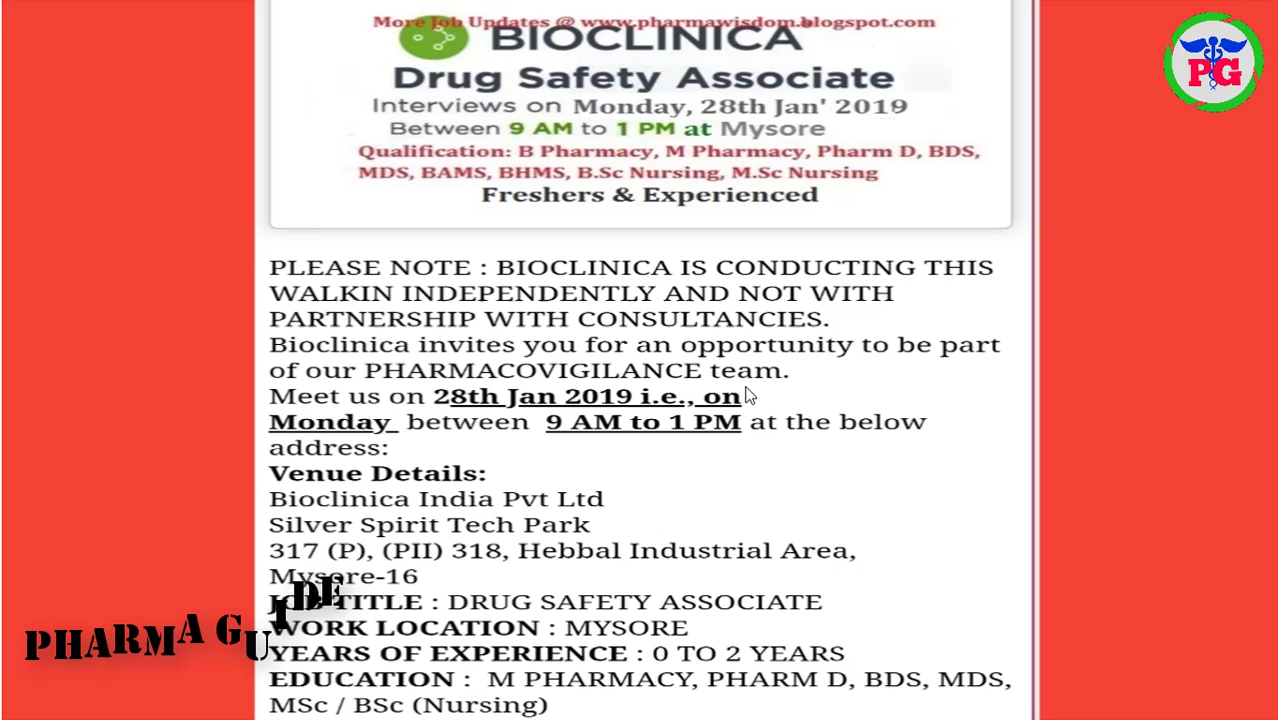 More Job Updates @ www.pharmawisdom.blogspot.com
BIOCLINICA
PG
Drug Safety Associate
Interviews on Monday, 28th Jan' 2019
Between 9 AM to 1 PM at Mysore
Qualification: B Pharmacy, M Pharmacy, Pharm D, BDS,
MDS, BAMS, BHMS, B.Sc Nursing, M.Sc Nursing
Freshers & Experienced
PLEASE NOTE : BIOCLINICA IS CONDUCTING THIS
WALKIN INDEPENDENTLY AND NOT WITH
PARTNERSHIP WITH CONSULTANCIES.
Bioclinica invites you for an opportunity to be part
of our PHARMACOVIGILANCE team.
Meet us on 28th Jan 2019 i.e., on
Monday between 9 AM to 1 PM at the below
address:
Venue Details:
Bioclinica India Pvt Ltd
Silver Spirit Tech Park
317 (P), (PII) 318, Hebbal Industrial Area,
Mysore-16
JOB TITLE : DRUG SAFETY ASSOCIATE
WORK LOCATION : MYSORE
YEARS OF EXPERIENCE : 0 TO 2 YEARS
EDUCATION : M PHARMACY, PHARM D, BDS, MDS,
MSc / BSc (Nursing)
PHARMA GUIDE